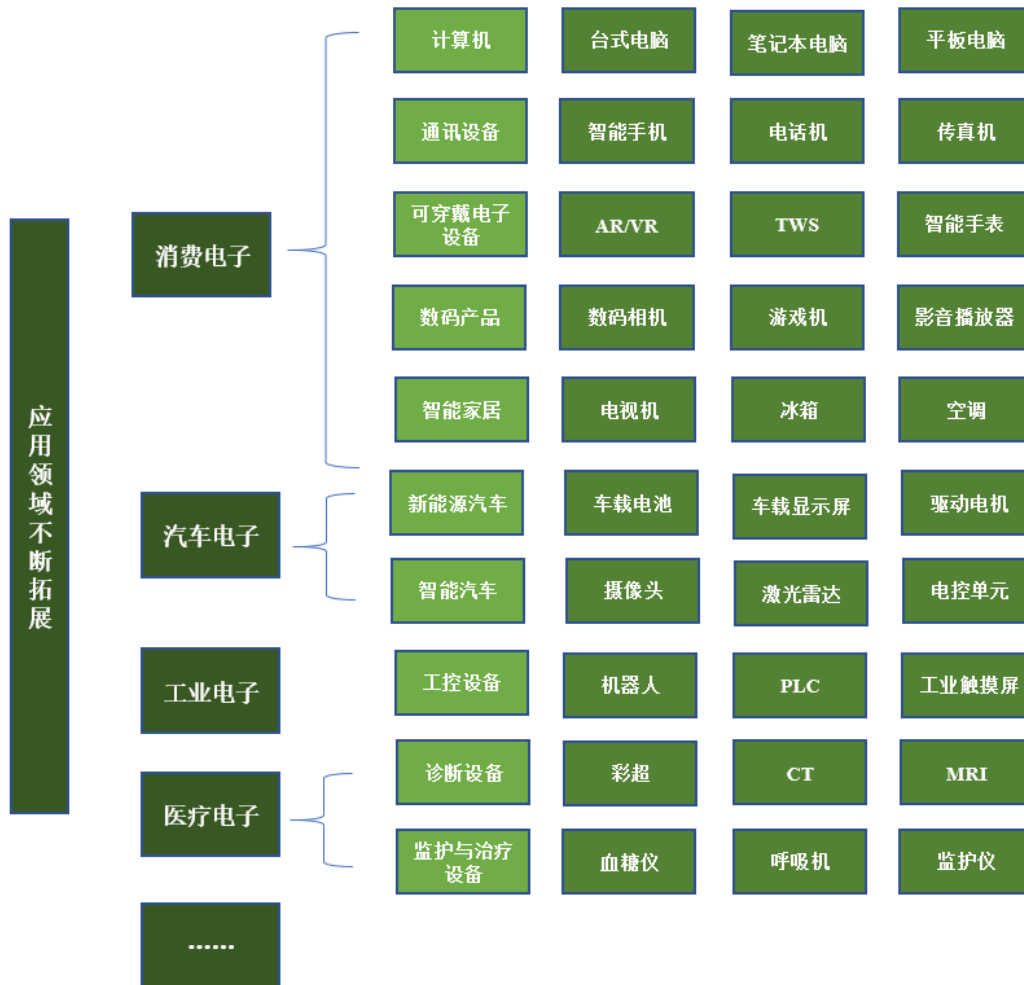 应用领域不断拓展
消费电子
计算机
台式电脑
笔记本电脑
平板电脑
通讯设备
智能手机
电话机
传真机
可穿戴电子
设备
AR/VR
TWS
智能手表
数码产品
数码相机
游戏机
影音播放器
智能家居
电视机
冰箱
空调
汽车电子
新能源汽车
车载电池
车载显示屏
驱动电机
智能汽车
摄像头
激光雷达
电控单元
工业电子
工控设备
机器人
PLC
工业触摸屏
医疗电子
诊断设备
彩超
CT
MRI
监护与治疗
设备
血糖仪
呼吸机
监护仪
……